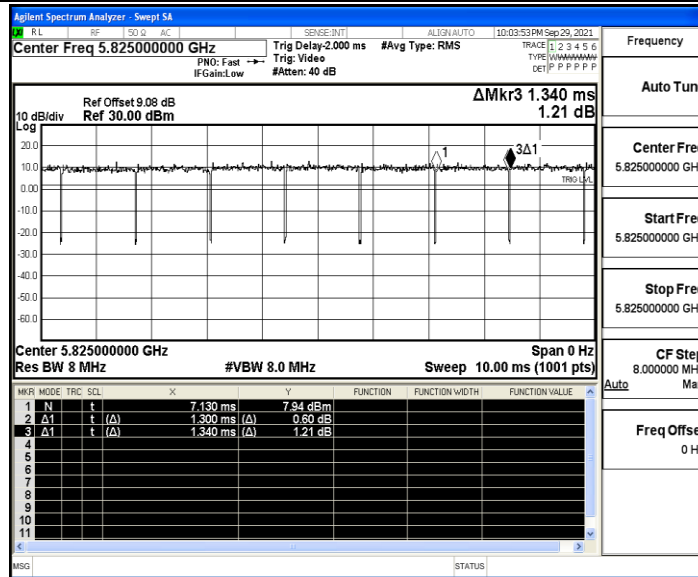 Agilent Spectrum Analyzer - Swept SA
RL RF 50 Ω AC SENSE:INT ALIGN AUTO 10:03:53 PM Sep 29, 2021
Center Freq 5.825000000 GHz
PNO: Fast
IFGain:Low
Trig Delay-2.000 ms
Trig: Video
#Atten: 40 dB
#Avg Type: RMS
TRACE 1 2 3 4 5 6
TYPE
DET P P P P P P
ΔMkr3 1.340 ms
1.21 dB
Ref Offset 9.08 dB
10 dB/div Ref 30.00 dBm
Log
20.0
10.0
0.00
-10.0
-20.0
-30.0
-40.0
-50.0
-60.0
1
3Δ1
TRIG LVL
Center 5.825000000 GHz Span 0 Hz
Res BW 8 MHz #VBW 8.0 MHz Sweep 10.00 ms (1001 pts)
MKR MODE TRC SCL X Y FUNCTION FUNCTION WIDTH FUNCTION VALUE
1 N t 7.130 ms 7.94 dBm
2 Δ1 t (Δ) 1.300 ms (Δ) 0.60 dB
3 Δ1 t (Δ) 1.340 ms (Δ) 1.21 dB
4
5
6
7
8
9
10
11
MSG STATUS
Frequency
Auto Tun
Center Fre
5.825000000 GH
Start Fre
5.825000000 GH
Stop Fre
5.825000000 GH
CF Step
8.000000 MH
Auto Ma
Freq Offse
0 H